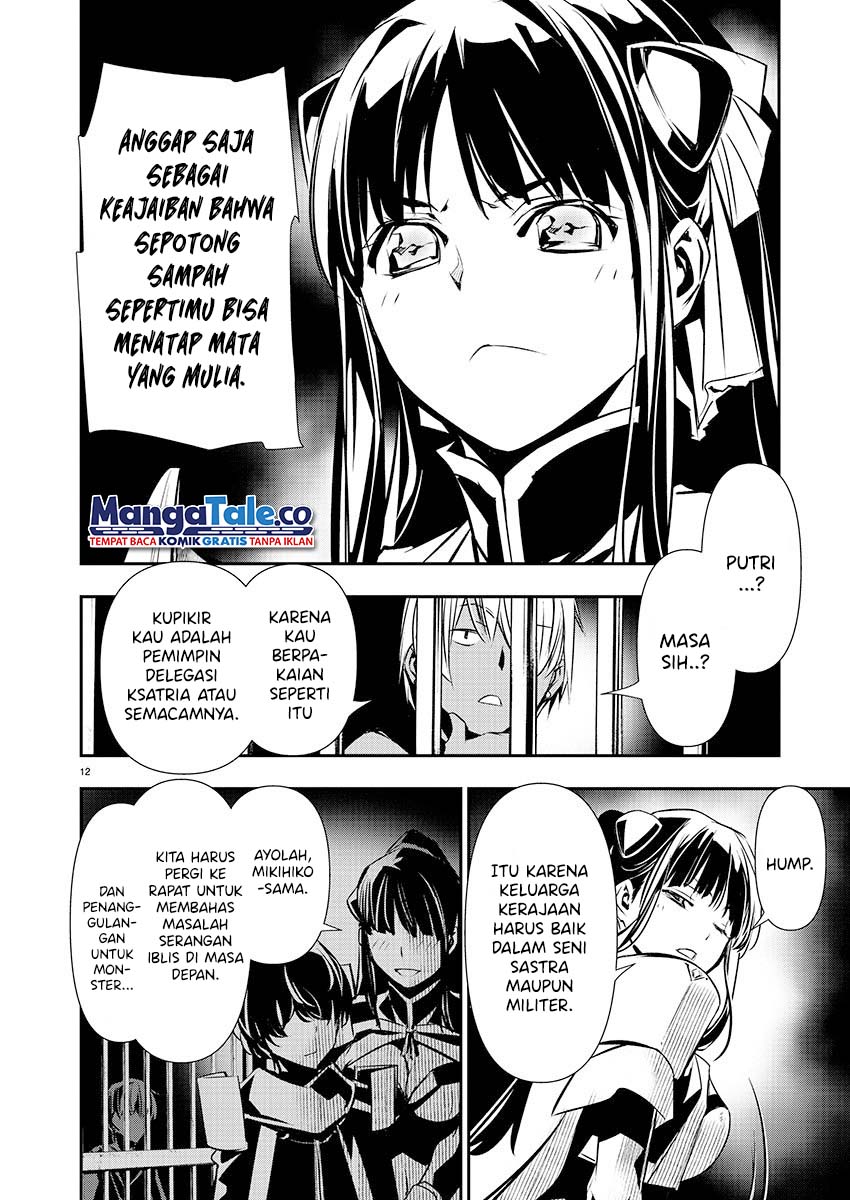 ANGGAP SAJA
SEBAGAI
KEAJAIBAN BAHWA
SEPOTONG
SAMPAH
SEPERTIMU BISA
MENATAP MATA
YANG MULIA.
MangaTale.co
TEMPAT BACA KOMIK GRATIS TANPA IKLAN
PUTRI
...?
MASA
SIH..?
KARENA
KAU
BERPA-
KAIAN
SEPERTI
ITU
KUPIKIR
KAU ADALAH
PEMIMPIN
DELEGASI
KSATRIA ATAU
SEMACAMNYA.
12
HUMP.
ITU KARENA
KELUARGA
KERAJAAN
HARUS BAIK
DALAM SENI
SASTRA
MAUPUN
MILITER.
AYOLAH,
MIKIHIKO
-SAMA.
KITA HARUS
PERGI KE
RAPAT UNTUK
MEMBAHAS
MASALAH
SERANGAN
IBLIS DI MASA
DEPAN.
DAN
PENANG-
GULAN-
GAN
UNTUK
MON-
STER...